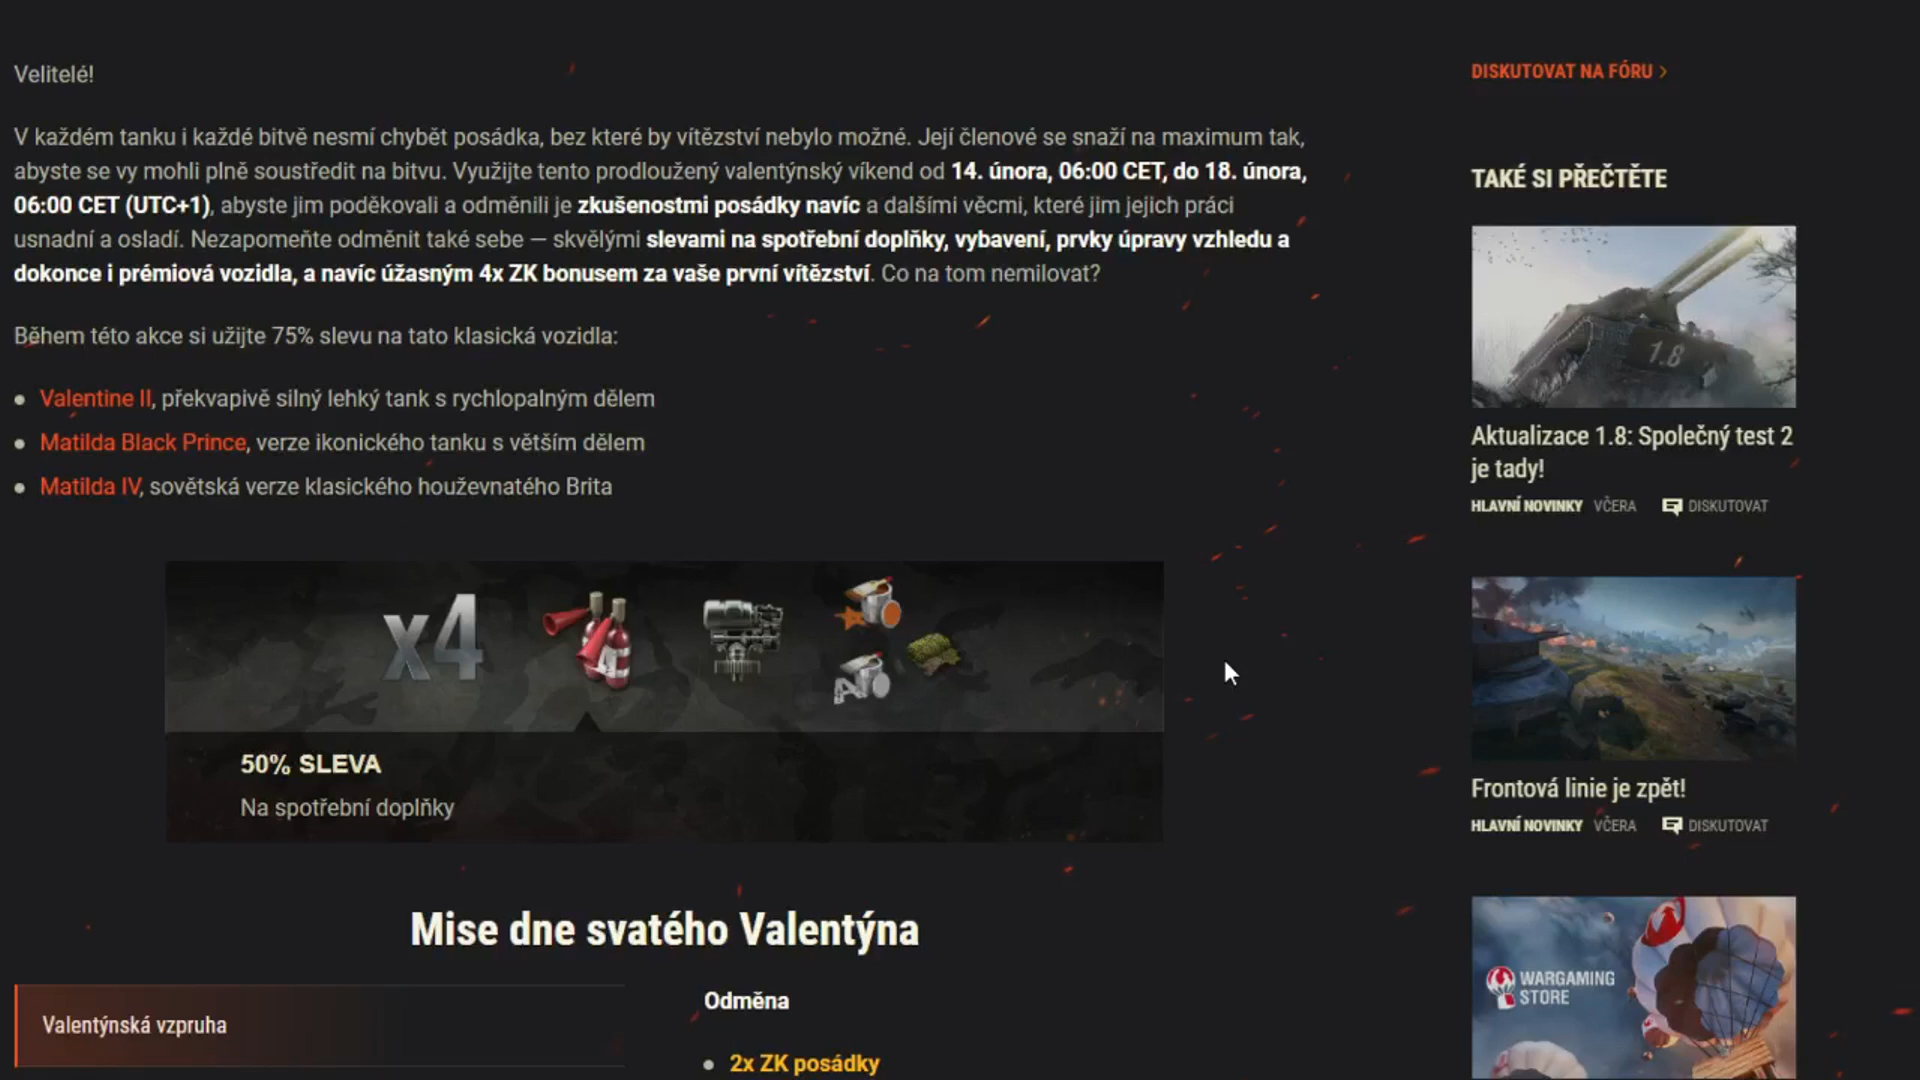 Velitelé!
V každém tanku i každé bitvě nesmí chybět posádka, bez které by vítězství nebylo možné. Její členové se snaží na maximum tak,
abyste se vy mohli plně soustředit na bitvu. Využijte tento prodloužený valentýnský víkend od 14. února, 06:00 CET, do 18. února,
06:00 CET (UTC+1), abyste jim poděkovali a odměnili je zkušenostmi posádky navíc a dalšími věcmi, které jim jejich práci
usnadní a osladí. Nezapomeňte odměnit také sebe — skvělými slevami na spotřební doplňky, vybavení, prvky úpravy vzhledu a
dokonce i prémiová vozidla, a navíc úžasným 4x ZK bonusem za vaše první vítězství. Co na tom nemilovat?
Během této akce si užijte 75% slevu na tato klasická vozidla:
Valentine II, překvapivě silný lehký tank s rychlopalným dělem
Matilda Black Prince, verze ikonického tanku s větším dělem
Matilda IV, sovětská verze klasického houževnatého Brita
x4
50% SLEVA
Na spotřební doplňky
Mise dne svatého Valentýna
Valentýnská vzpruha
Odměna
2x ZK posádky
DISKUTOVAT NA FÓRU
TAKÉ SI PŘEČTĚTE
1.8
Aktualizace 1.8: Společný test 2
je tady!
HLAVNÍ NOVINKY VČERA DISKUTOVAT
Frontová linie je zpět!
HLAVNÍ NOVINKY VČERA DISKUTOVAT
WARGAMING
STORE